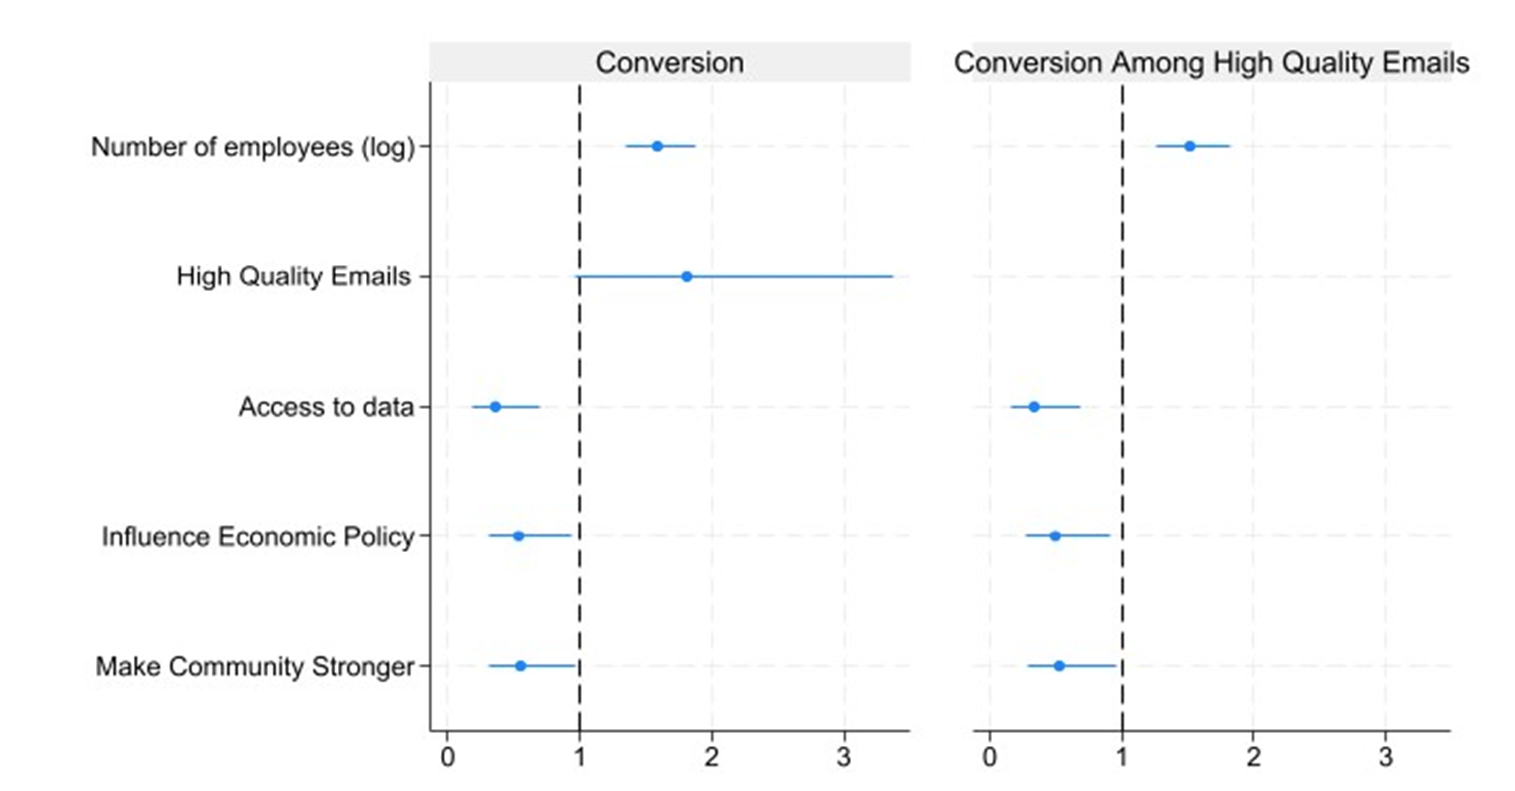 Conversion
Conversion Among High Quality Emails
Number of employees (log)
High Quality Emails
Access to data
Influence Economic Policy
Make Community Stronger
0 1 2 3
0 1 2 3